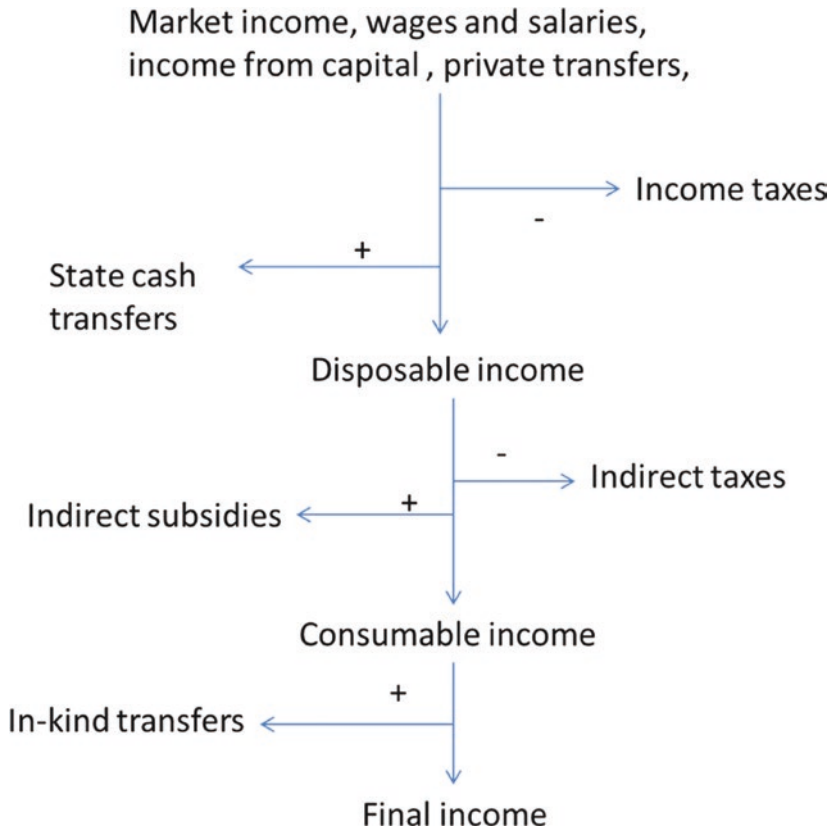 Market income, wages and salaries,
income from capital , private transfers,
Income taxes
-
+
State cash
transfers
Disposable income
-
Indirect taxes
+
Indirect subsidies
Consumable income
+
In-kind transfers
Final income